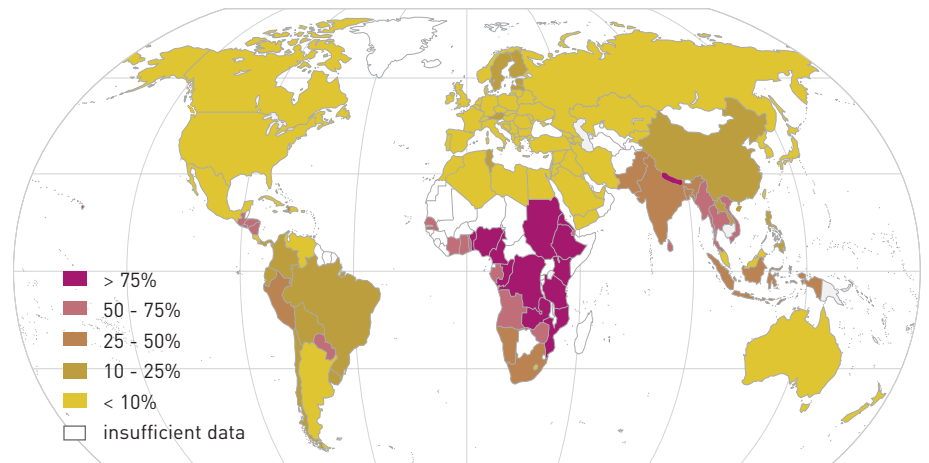 > 75%
50 - 75%
25 - 50%
10 - 25%
< 10%
insufficient data